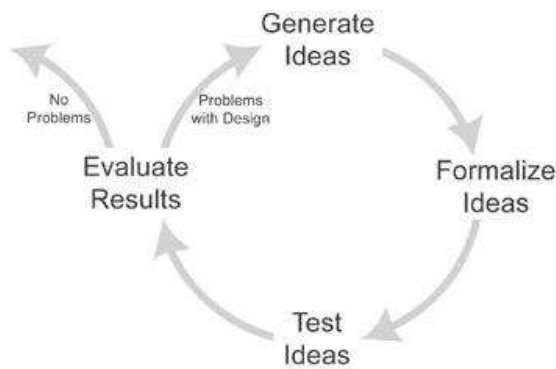 Generate
Ideas
No
Problems
Problems
with Design
Evaluate
Results
Formalize
Ideas
Test
Ideas